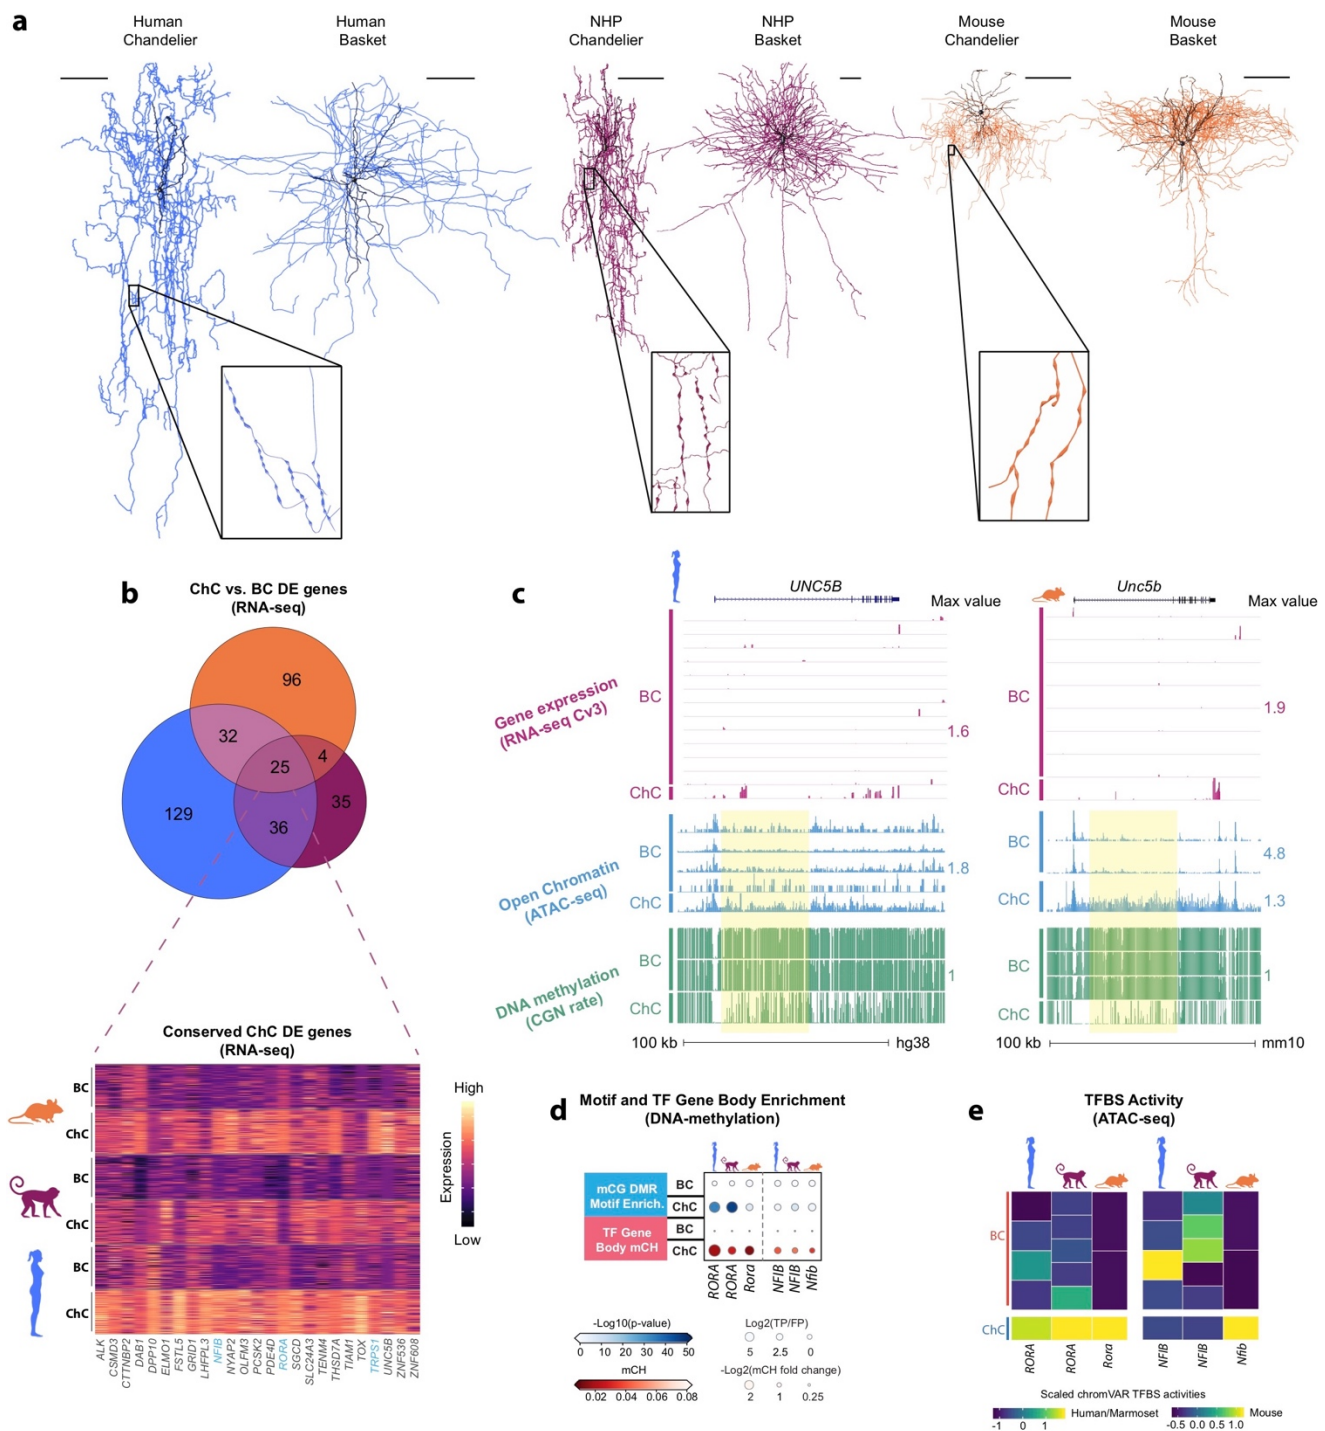 a
Human
Chandelier
Human
Basket
NHP
Chandelier
NHP
Basket
Mouse
Chandelier
Mouse
Basket
b
ChC vs. BC DE genes
(RNA-seq)
96
32
4
25
35
129
36
Conserved ChC DE genes
(RNA-seq)
BC
ChC
BC
ChC
BC
ChC
High
Expression
Low
ALK
CSMD3
CTTNBP2
DAB1
DPP10
ELMO1
FSTL5
GRID1
LHFPL3
NFIB
NYAP2
OLFM3
PCSK2
PDE4D
RORA
SGCD
SLC24A3
TENM4
THSD7A
TIAM1
TOX
TRPS1
UNC5B
ZNF536
ZNF608
c
UNC5B
Max value
Unc5b
Max value
Gene expression
(RNA-seq Cv3)
BC
1.6
ChC
BC
1.9
ChC
Open Chromatin
(ATAC-seq)
BC
1.8
ChC
BC
4.8
ChC
1.3
DNA methylation
(CGN rate)
BC
1
ChC
BC
1
ChC
100 kb
hg38
100 kb
mm10
d
Motif and TF Gene Body Enrichment
(DNA-methylation)
mCG DMR
Motif Enrich.
BC
ChC
TF Gene
Body mCH
BC
ChC
RORA
RORA
Rora
NFIB
NFIB
Nfib
-Log10(p-value)
0
50
Log2(TP/FP)
5
2.5
0
mCH
0.02
0.04
0.06
0.08
-Log2(mCH fold change)
2
1
0.25
e
TFBS Activity
(ATAC-seq)
BC
ChC
RORA
RORA
Rora
NFIB
NFIB
Nfib
Scaled chromVAR TFBS activities
Human/Marmoset
-1
0
1
Mouse
-0.5
0.0
0.5
1.0